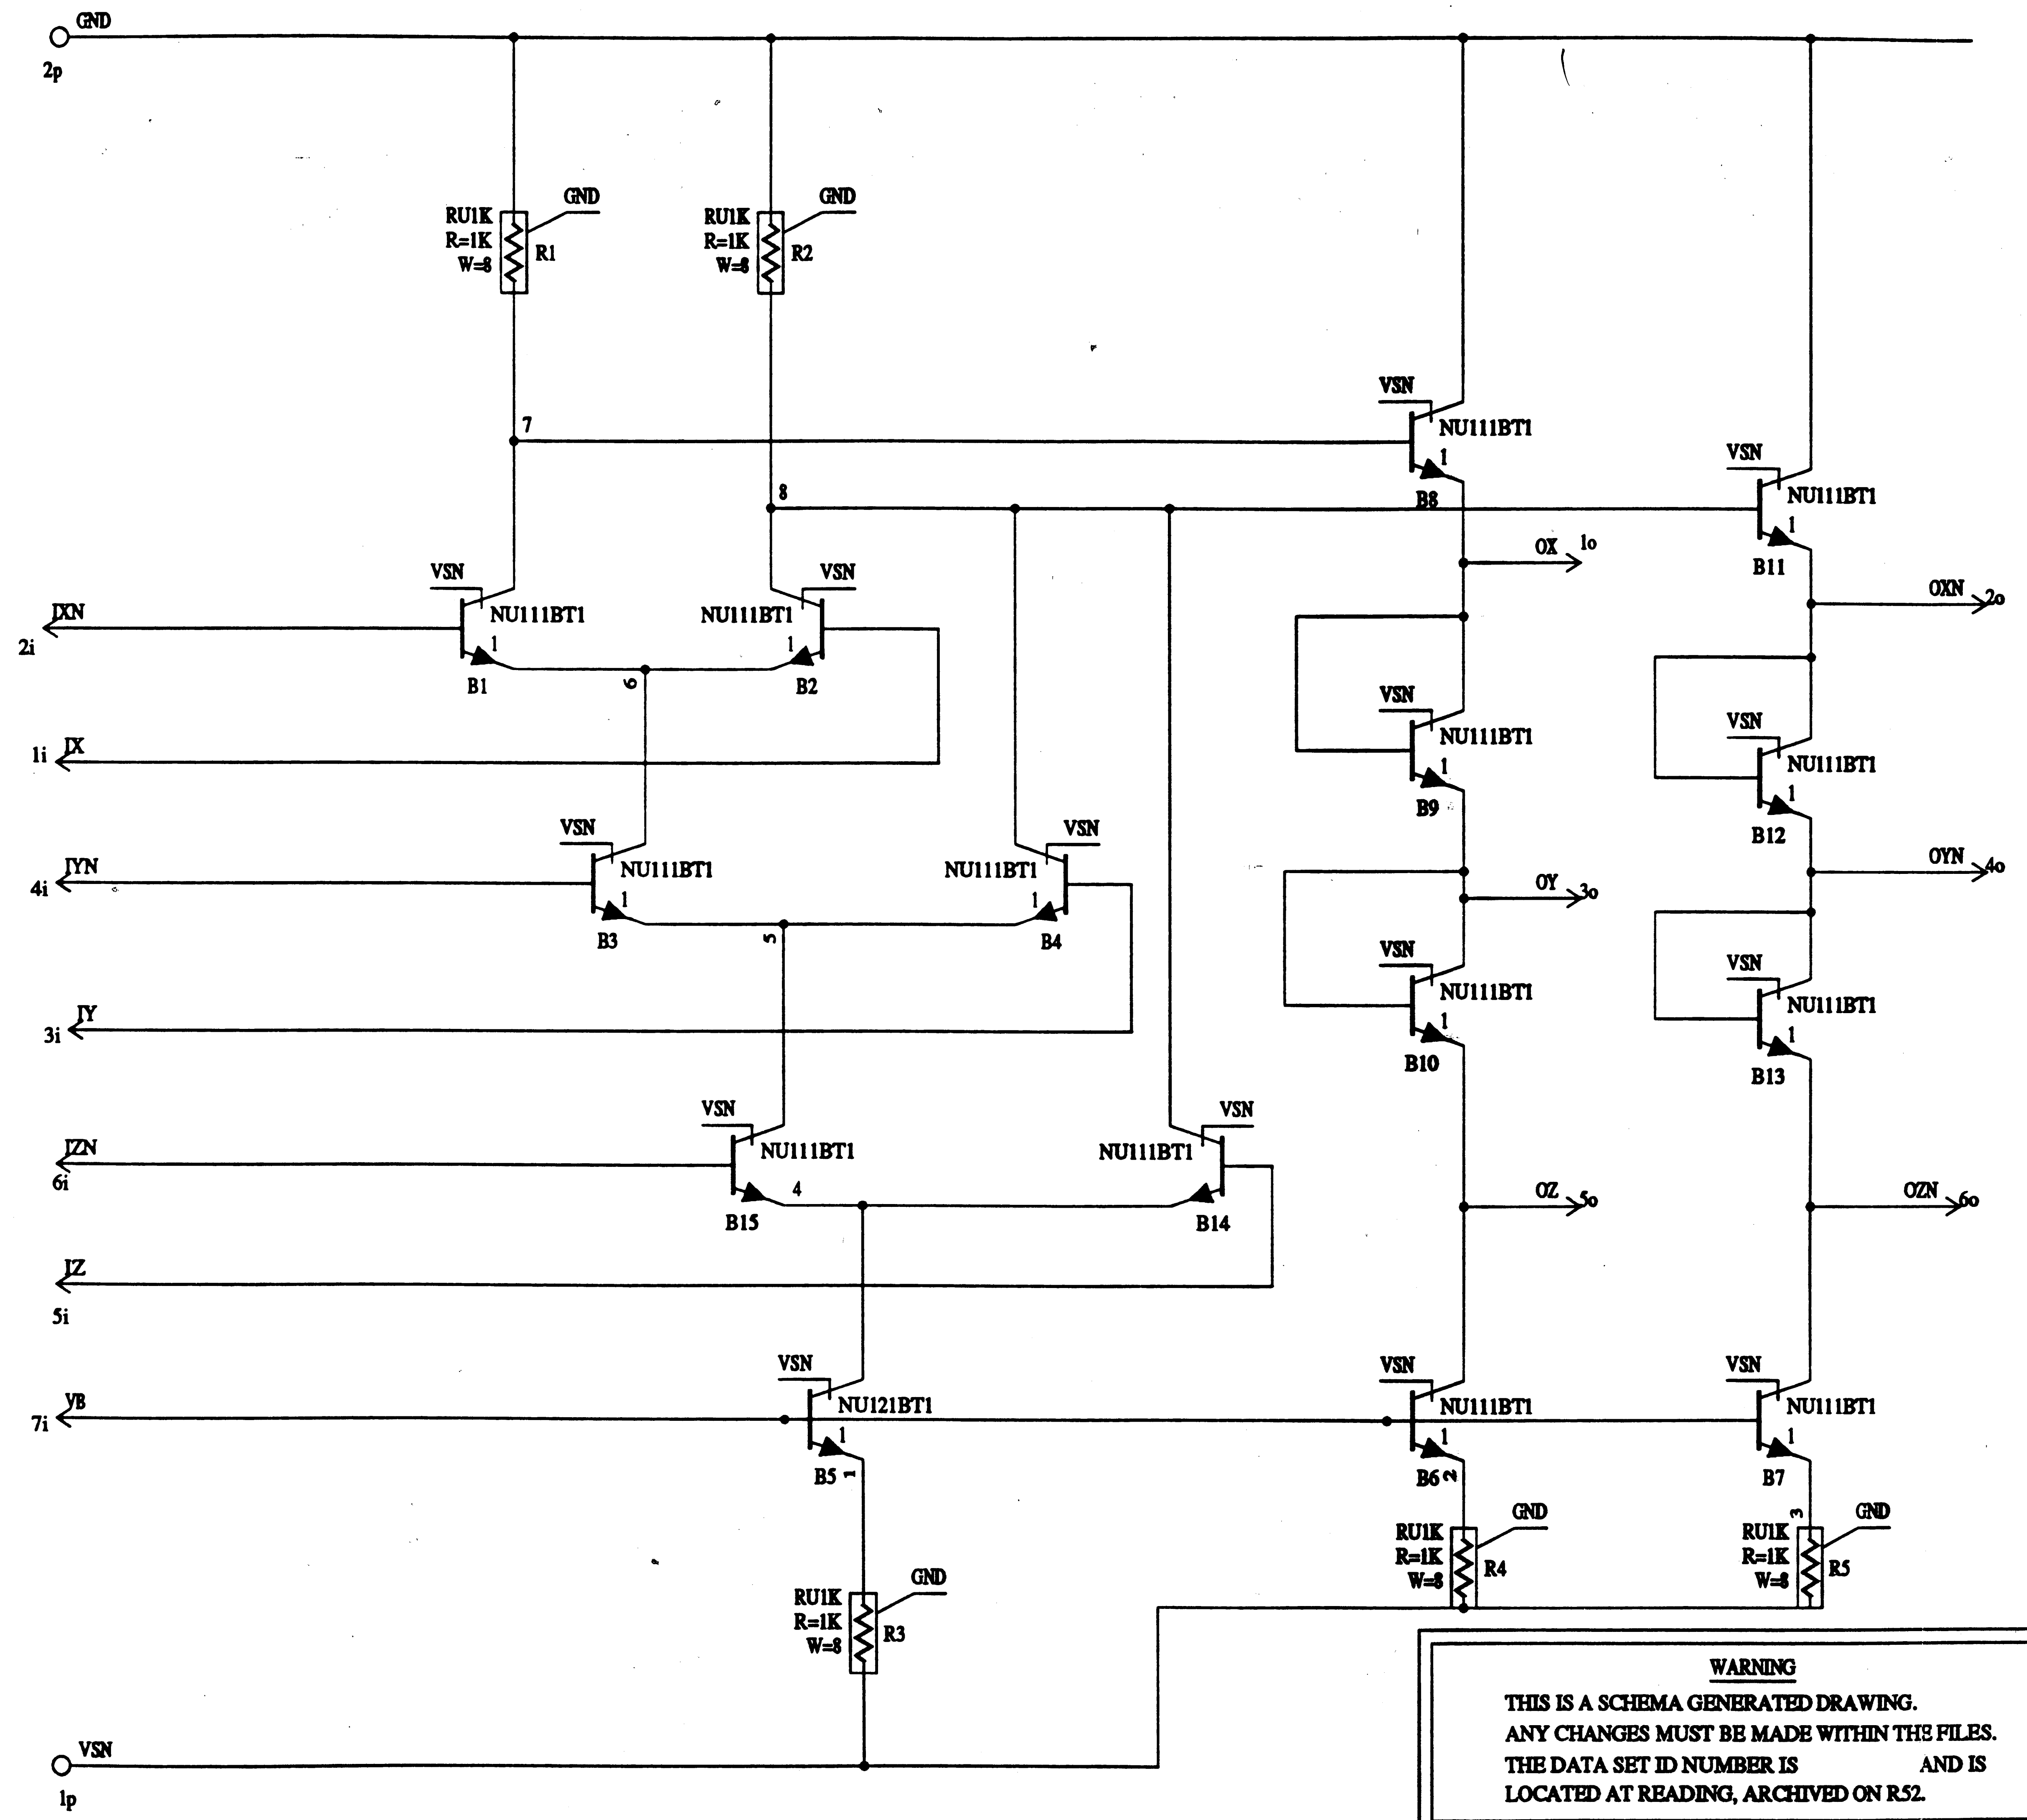 GND
2p
GND
GND
RU1K
R=1K
W=8
R1
RU1K
R=1K
W=8
R2
VSN
NU111BT1
1
B8
7
VSN
NU111BT1
1
B11
8
OX 1o
OXN 2o
VSN
NU111BT1
1
B1
VSN
NU111BT1
1
B2
6
IXN
2i
IX
1i
VSN
NU111BT1
1
B9
VSN
NU111BT1
1
B12
VSN
NU111BT1
1
B3
VSN
NU111BT1
1
B4
5
IYN
4i
OY 3o
OYN 4o
IY
3i
VSN
NU111BT1
1
B10
VSN
NU111BT1
1
B13
VSN
NU111BT1
4
B15
VSN
NU111BT1
B14
IZN
6i
OZ 5o
OZN 6o
IZ
5i
VB
7i
VSN
NU121BT1
1
B5
1
VSN
NU111BT1
1
B6
2
VSN
NU111BT1
1
B7
3
GND
RU1K
R=1K
W=8
R4
GND
RU1K
R=1K
W=8
R5
GND
RU1K
R=1K
W=8
R3
VSN
1p
WARNING
THIS IS A SCHEMA GENERATED DRAWING.
ANY CHANGES MUST BE MADE WITHIN THE FILES.
THE DATA SET ID NUMBER IS AND IS
LOCATED AT READING, ARCHIVED ON R52.